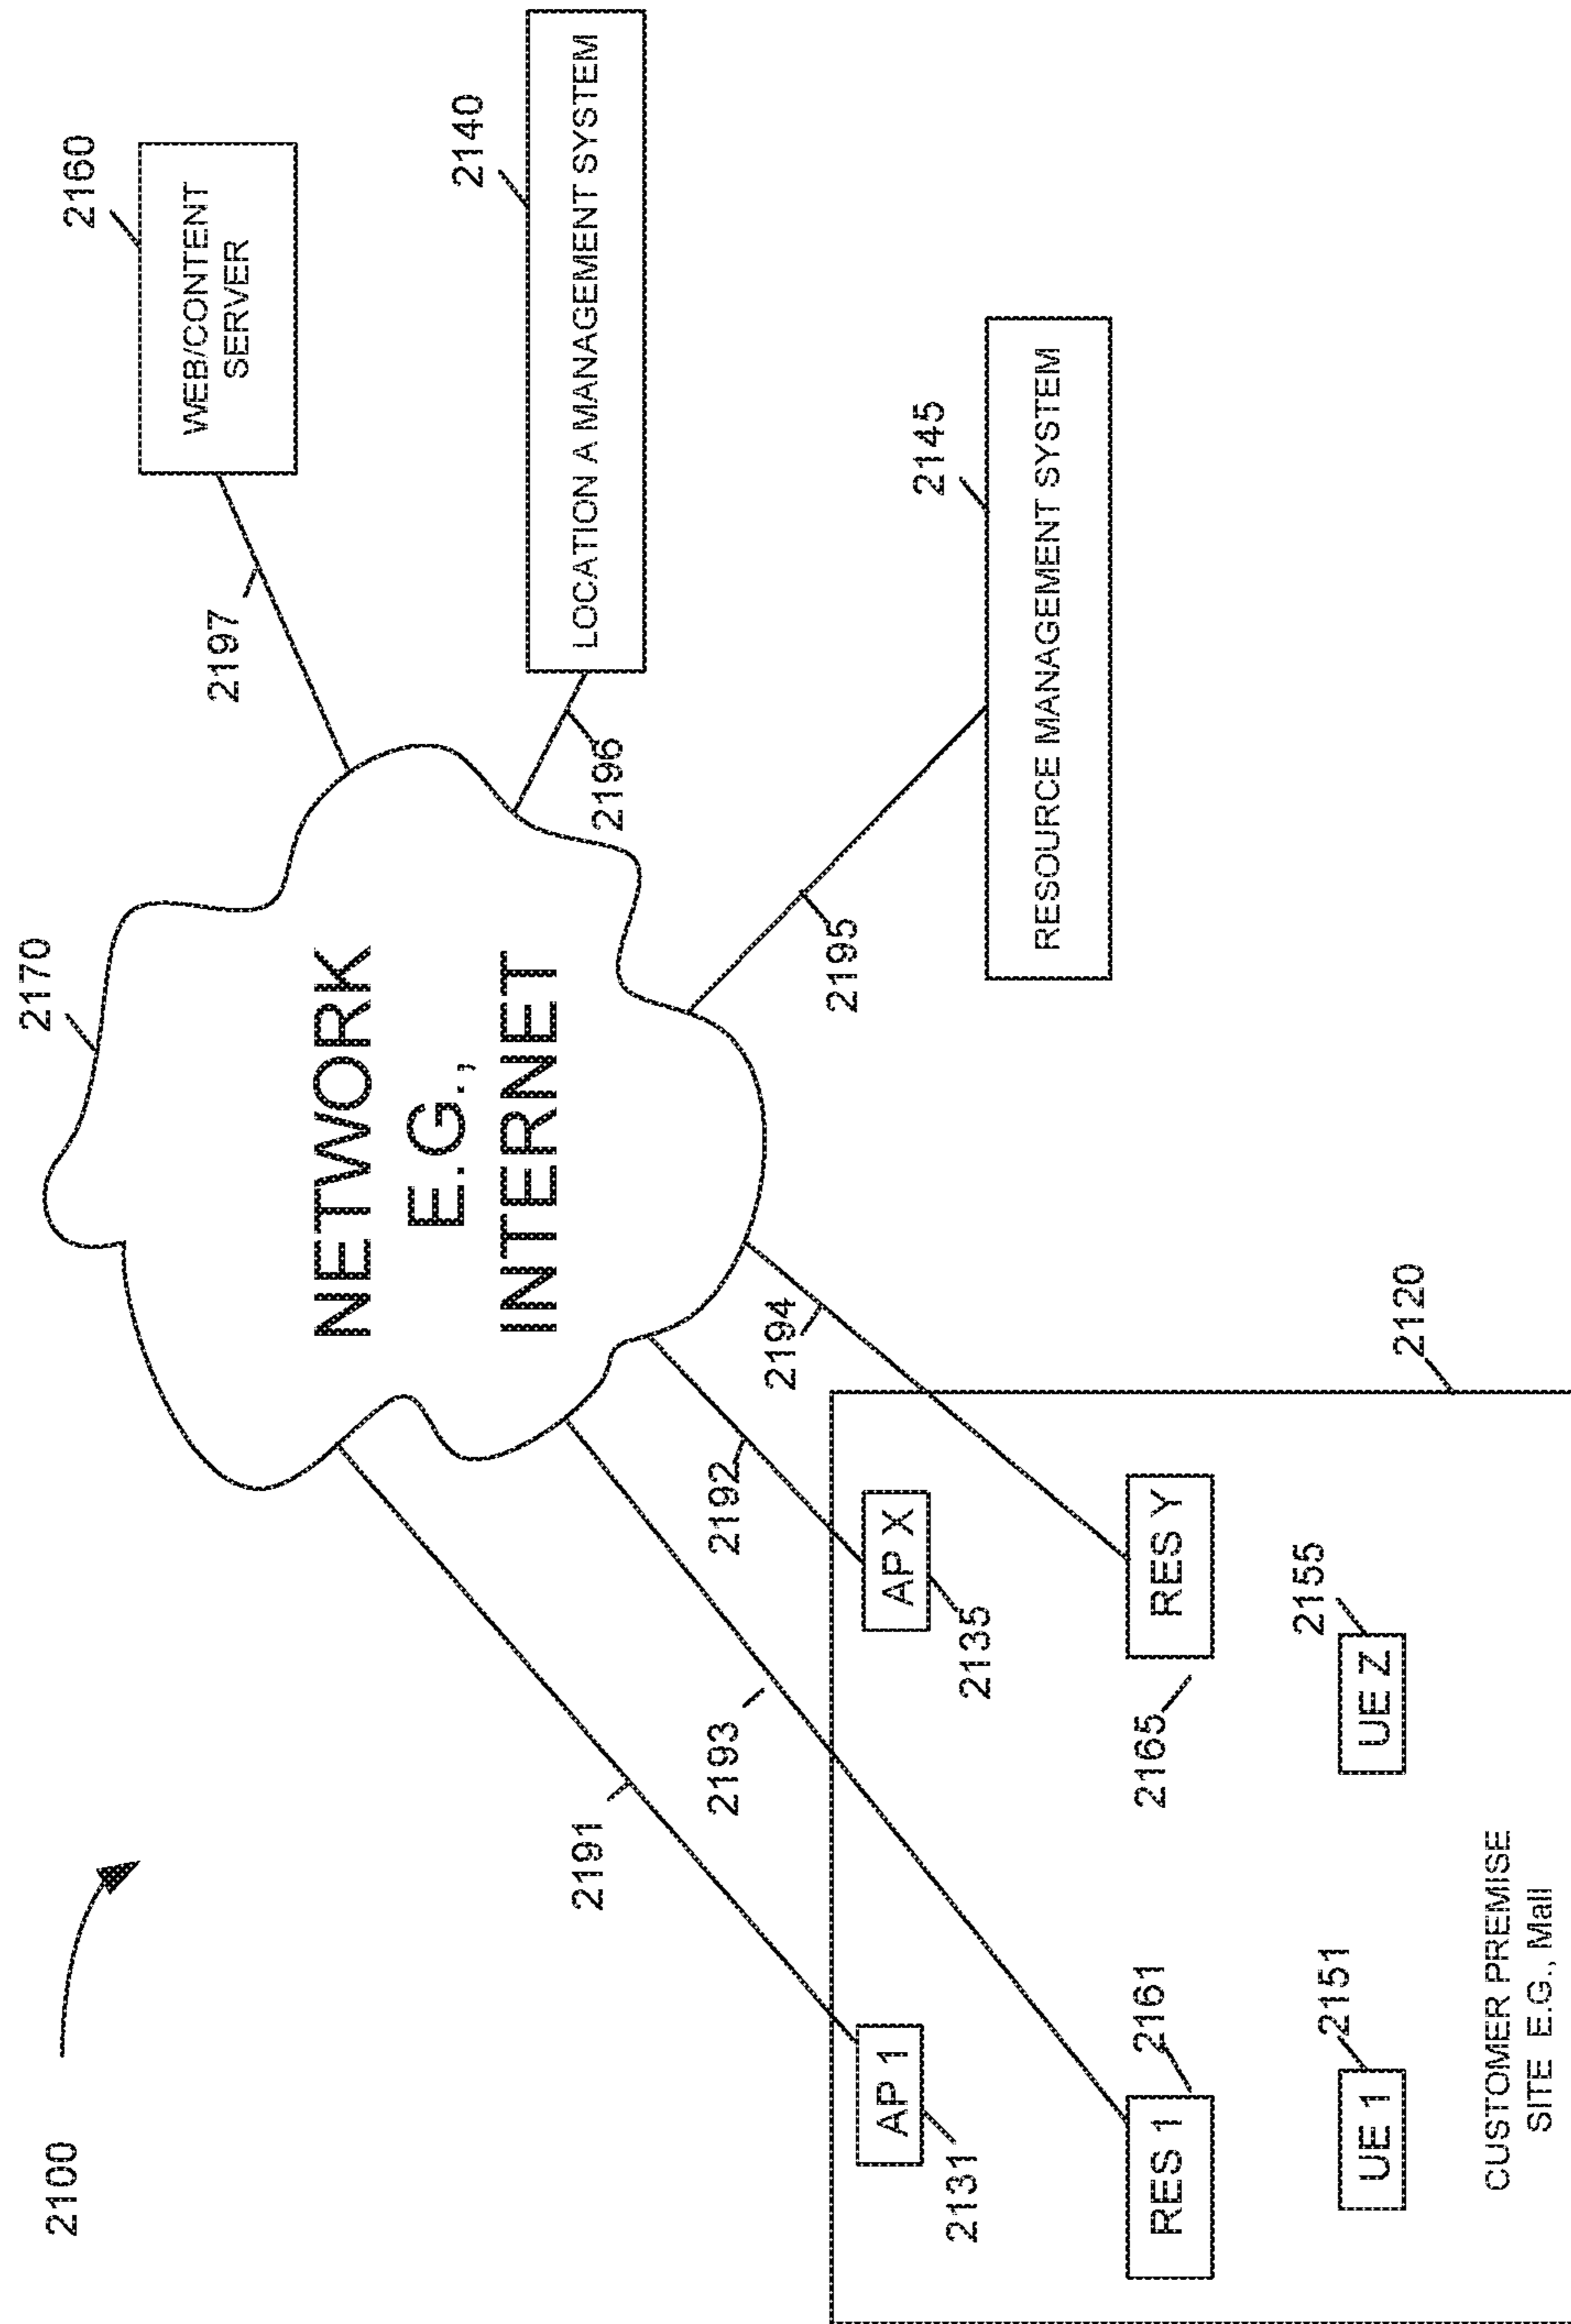 2100
2170
NETWORK
E.G.,
INTERNET
2160
WEB/CONTENT
SERVER
2197
2140
LOCATION A MANAGEMENT SYSTEM
2196
2145
RESOURCE MANAGEMENT SYSTEM
2195
2191
2193
2192
2194
2120
AP 1
2131
AP X
2135
RES 1
2161
RES Y
2165
UE 1
2151
UE Z
2155
CUSTOMER PREMISE
SITE E.G., Mall